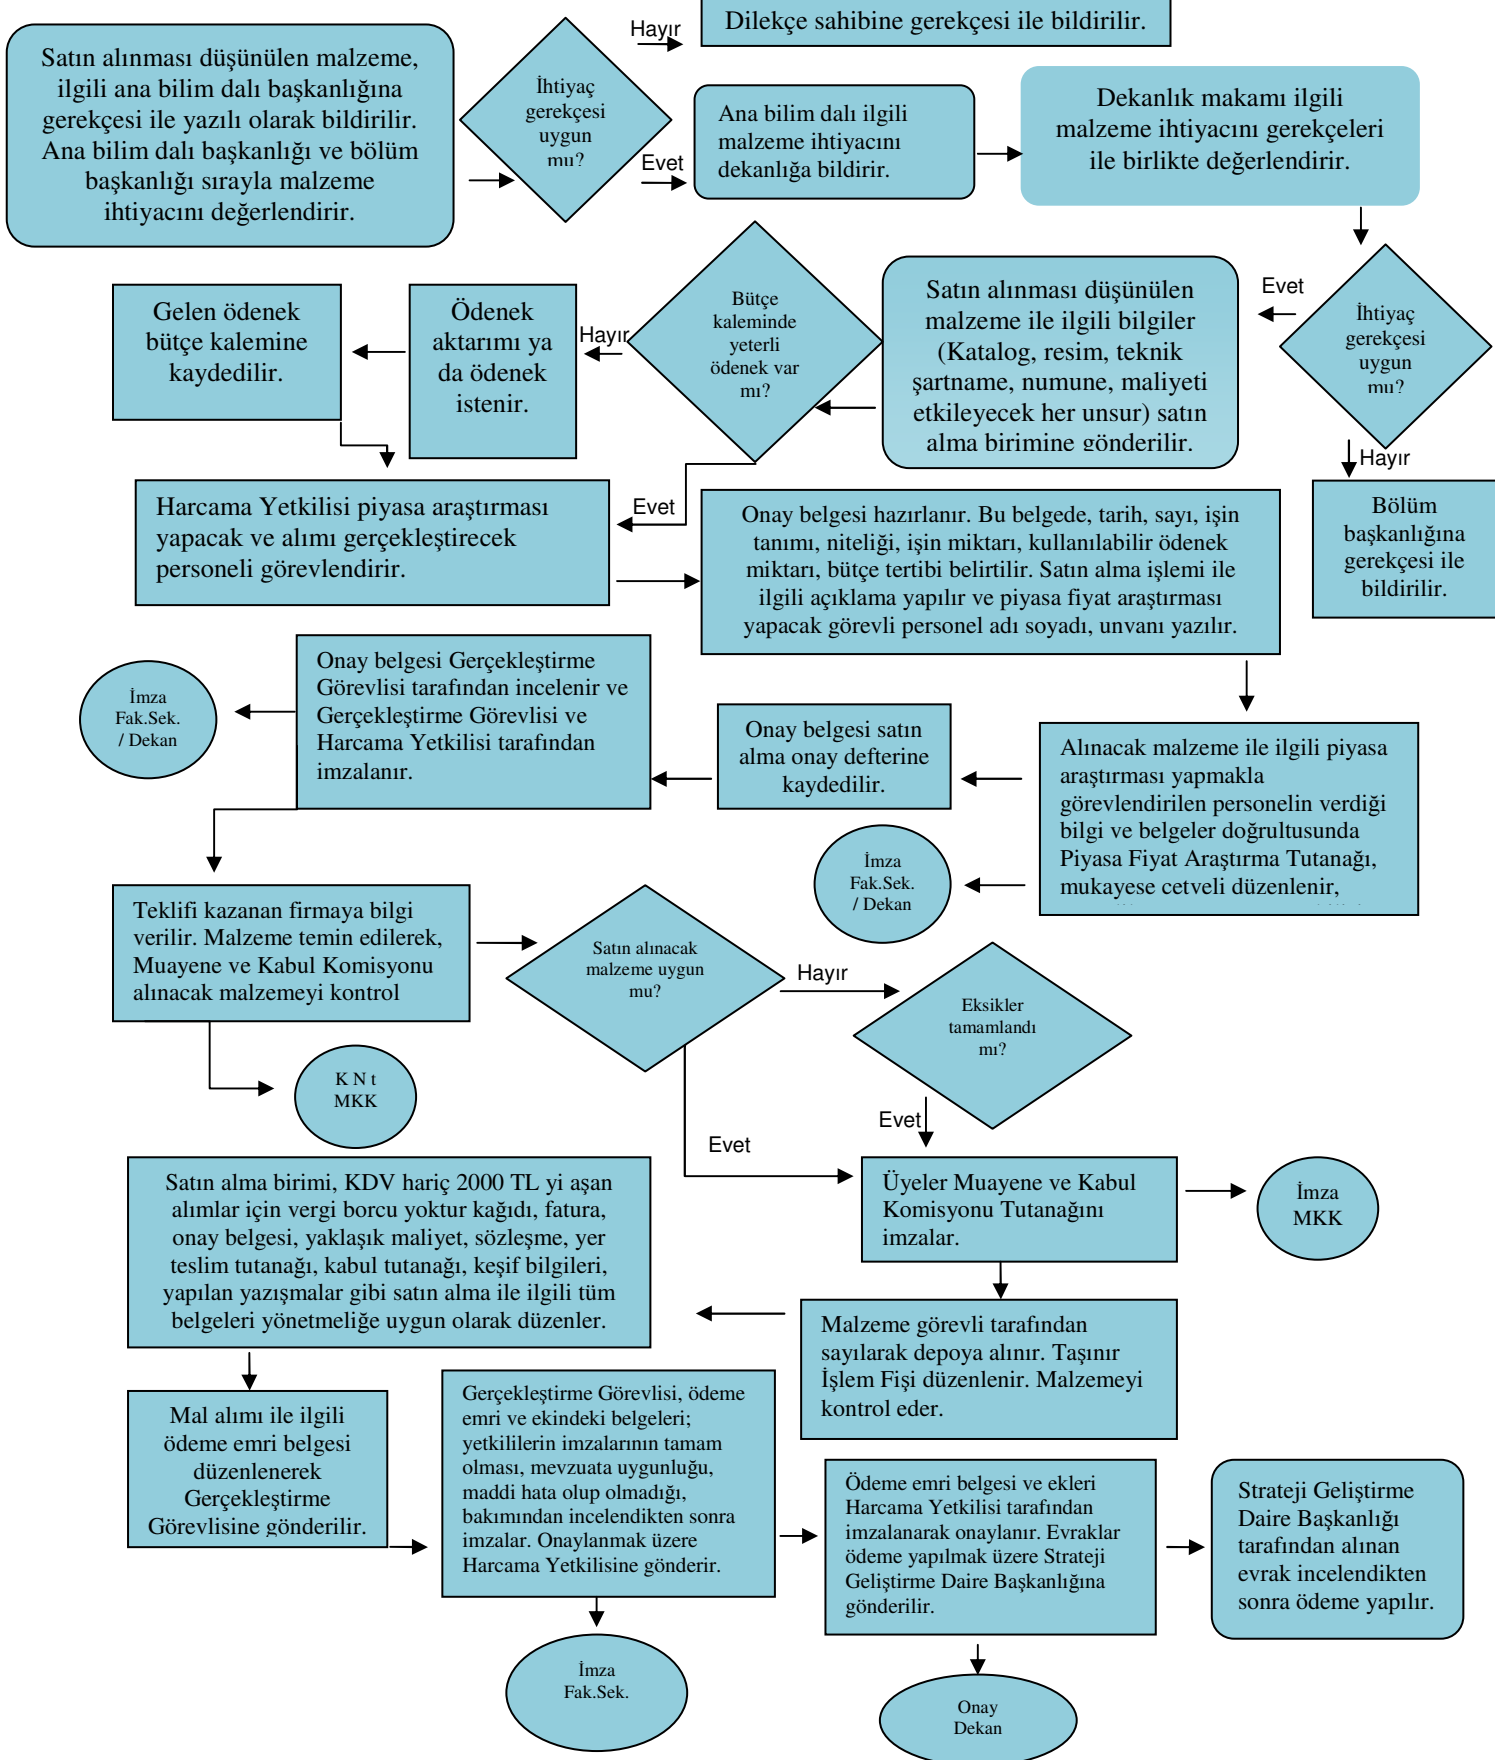 Dilekçe sahibine gerekçesi ile bildirilir.
Hayır
Satın alınması düşünülen malzeme,
ilgili ana bilim dalı başkanlığına
gerekçesi ile yazılı olarak bildirilir.
Ana bilim dalı başkanlığı ve bölüm
başkanlığı sırayla malzeme
ihtiyacını değerlendirir.
İhtiyaç
gerekçesi
uygun
mu?
Evet
Ana bilim dalı ilgili
malzeme ihtiyacını
dekanlığa bildirir.
Dekanlık makamı ilgili
malzeme ihtiyacını gerekçeleri
ile birlikte değerlendirir.
İhtiyaç
gerekçesi
uygun
mu?
Evet
Hayır
Bölüm
başkanlığına
gerekçesi ile
bildirilir.
Satın alınması düşünülen
malzeme ile ilgili bilgiler
(Katalog, resim, teknik
şartname, numune, maliyeti
etkileyecek her unsur) satın
alma birimine gönderilir.
Bütçe
kaleminde
yeterli
ödenek var
mı?
Hayır
Ödenek
aktarımı ya
da ödenek
istenir.
Gelen ödenek
bütçe kalemine
kaydedilir.
Evet
Harcama Yetkilisi piyasa araştırması
yapacak ve alımı gerçekleştirecek
personeli görevlendirir.
Onay belgesi hazırlanır. Bu belgede, tarih, sayı, işin
tanımı, niteliği, işin miktarı, kullanılabilir ödenek
miktarı, bütçe tertibi belirtilir. Satın alma işlemi ile
ilgili açıklama yapılır ve piyasa fiyat araştırması
yapacak görevli personel adı soyadı, unvanı yazılır.
Alınacak malzeme ile ilgili piyasa
araştırması yapmakla
görevlendirilen personelin verdiği
bilgi ve belgeler doğrultusunda
Piyasa Fiyat Araştırma Tutanağı,
mukayese cetveli düzenlenir,
İmza
Fak.Sek.
/ Dekan
Onay belgesi satın
alma onay defterine
kaydedilir.
Onay belgesi Gerçekleştirme
Görevlisi tarafından incelenir ve
Gerçekleştirme Görevlisi ve
Harcama Yetkilisi tarafından
imzalanır.
İmza
Fak.Sek.
/ Dekan
Teklifi kazanan firmaya bilgi
verilir. Malzeme temin edilerek,
Muayene ve Kabul Komisyonu
alınacak malzemeyi kontrol
K N t
MKK
Satın alınacak
malzeme uygun
mu?
Hayır
Eksikler
tamamlandı
mı?
Evet
Evet
Üyeler Muayene ve Kabul
Komisyonu Tutanağını
imzalar.
İmza
MKK
Malzeme görevli tarafından
sayılarak depoya alınır. Taşınır
İşlem Fişi düzenlenir. Malzemeyi
kontrol eder.
Satın alma birimi, KDV hariç 2000 TL yi aşan
alımlar için vergi borcu yoktur kağıdı, fatura,
onay belgesi, yaklaşık maliyet, sözleşme, yer
teslim tutanağı, kabul tutanağı, keşif bilgileri,
yapılan yazışmalar gibi satın alma ile ilgili tüm
belgeleri yönetmeliğe uygun olarak düzenler.
Mal alımı ile ilgili
ödeme emri belgesi
düzenlenerek
Gerçekleştirme
Görevlisine gönderilir.
Gerçekleştirme Görevlisi, ödeme
emri ve ekindeki belgeleri;
yetkililerin imzalarının tamam
olması, mevzuata uygunluğu,
maddi hata olup olmadığı,
bakımından incelendikten sonra
imzalar. Onaylanmak üzere
Harcama Yetkilisine gönderir.
İmza
Fak.Sek.
Ödeme emri belgesi ve ekleri
Harcama Yetkilisi tarafından
imzalanarak onaylanır. Evraklar
ödeme yapılmak üzere Strateji
Geliştirme Daire Başkanlığına
gönderilir.
Onay
Dekan
Strateji Geliştirme
Daire Başkanlığı
tarafından alınan
evrak incelendikten
sonra ödeme yapılır.